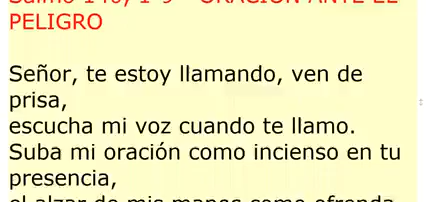 Salmo 140, 1-9 - ORACIÓN ANTE EL
PELIGRO
Señor, te estoy llamando, ven de
prisa,
escucha mi voz cuando te llamo.
Suba mi oración como incienso en tu
presencia,
el alzar de mis manos como ofrenda